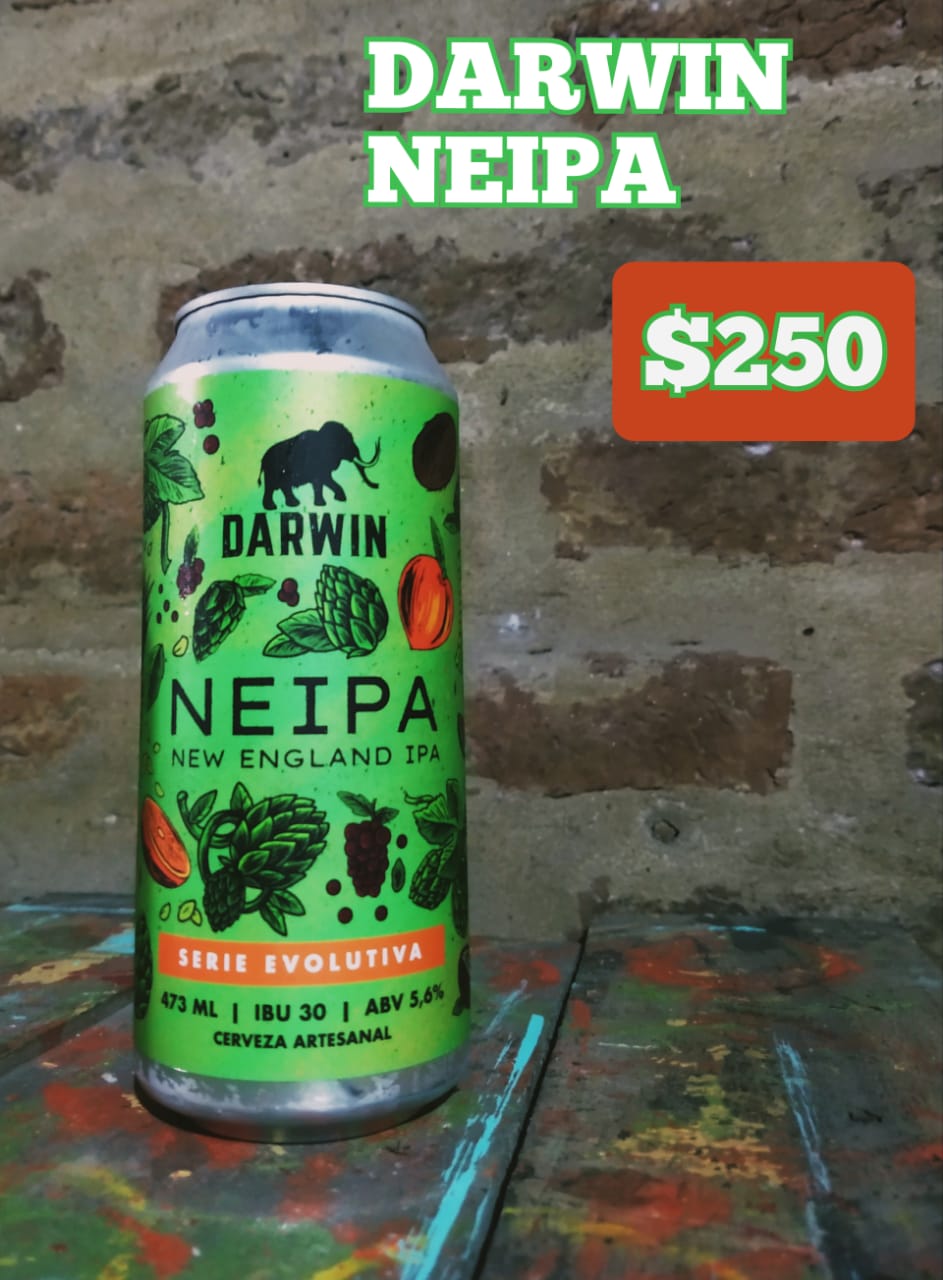 DARWIN
NEIPA
$250
DARWIN
NEIPA
NEW ENGLAND IPA
SERIE EVOLUTIVA
473 ML | IBU 30 | ABV 5,6%
CERVEZA ARTESANAL